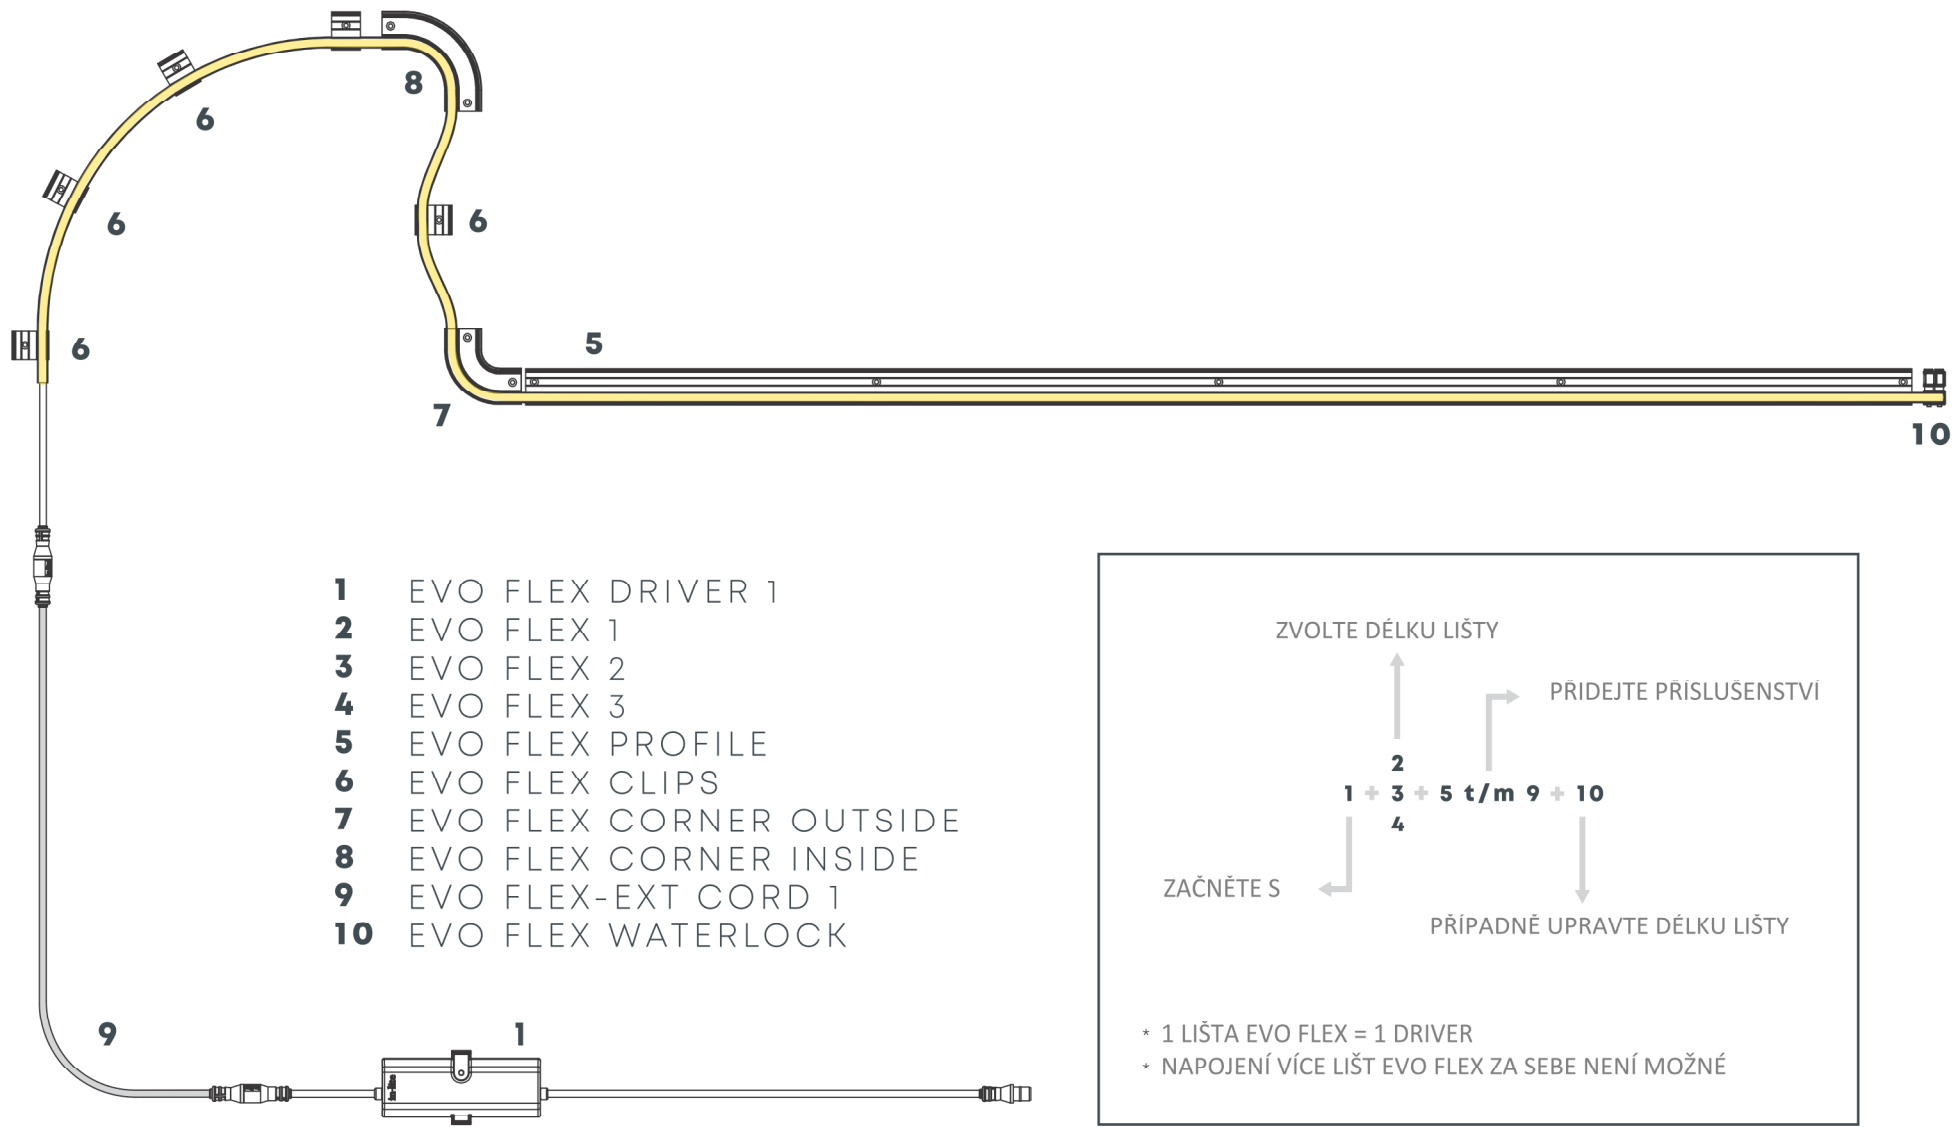 8
6
6
6
6
5
7
10
1 EVO FLEX DRIVER 1
2 EVO FLEX 1
3 EVO FLEX 2
4 EVO FLEX 3
5 EVO FLEX PROFILE
6 EVO FLEX CLIPS
7 EVO FLEX CORNER OUTSIDE
8 EVO FLEX CORNER INSIDE
9 EVO FLEX-EXT CORD 1
10 EVO FLEX WATERLOCK
9
1
in-lite
ZVOLTE DÉLKU LIŠTY
PŘIDEJTE PŘÍSLUŠENSTVÍ
2
1 + 3 + 5 t/m 9 + 10
4
ZAČNĚTE S
PŘÍPADNĚ UPRAVTE DÉLKU LIŠTY
* 1 LIŠTA EVO FLEX = 1 DRIVER
* NAPOJENÍ VÍCE LIŠT EVO FLEX ZA SEBE NENÍ MOŽNÉ